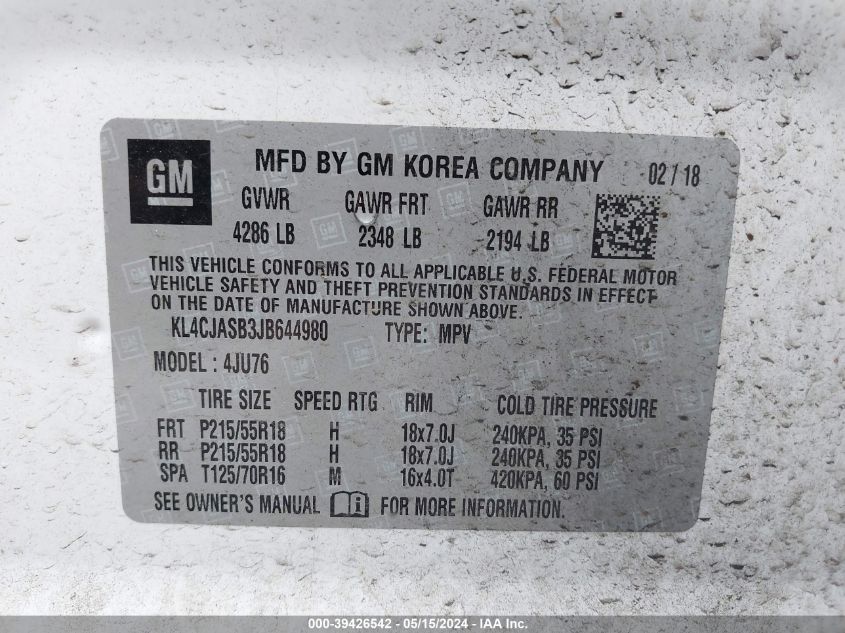 GM
MFD BY GM KOREA COMPANY 02 / 18
GVWR GAWR FRT GAWR RR
4286 LB 2348 LB 2194 LB
THIS VEHICLE CONFORMS TO ALL APPLICABLE U.S. FEDERAL MOTOR
VEHICLE SAFETY AND THEFT PREVENTION STANDARDS IN EFFECT
ON THE DATE OF MANUFACTURE SHOWN ABOVE.
KL4CJASB3JB644980 TYPE: MPV
MODEL : 4JU76
TIRE SIZE SPEED RTG RIM COLD TIRE PRESSURE
FRT P215/55R18 H 18x7.0J 240KPA, 35 PSI
RR P215/55R18 H 18x7.0J 240KPA, 35 PSI
SPA T125/70R16 M 16x4.0T 420KPA, 60 PSI
SEE OWNER'S MANUAL FOR MORE INFORMATION.
000-39426542 - 05/15/2024 - IAAI.com